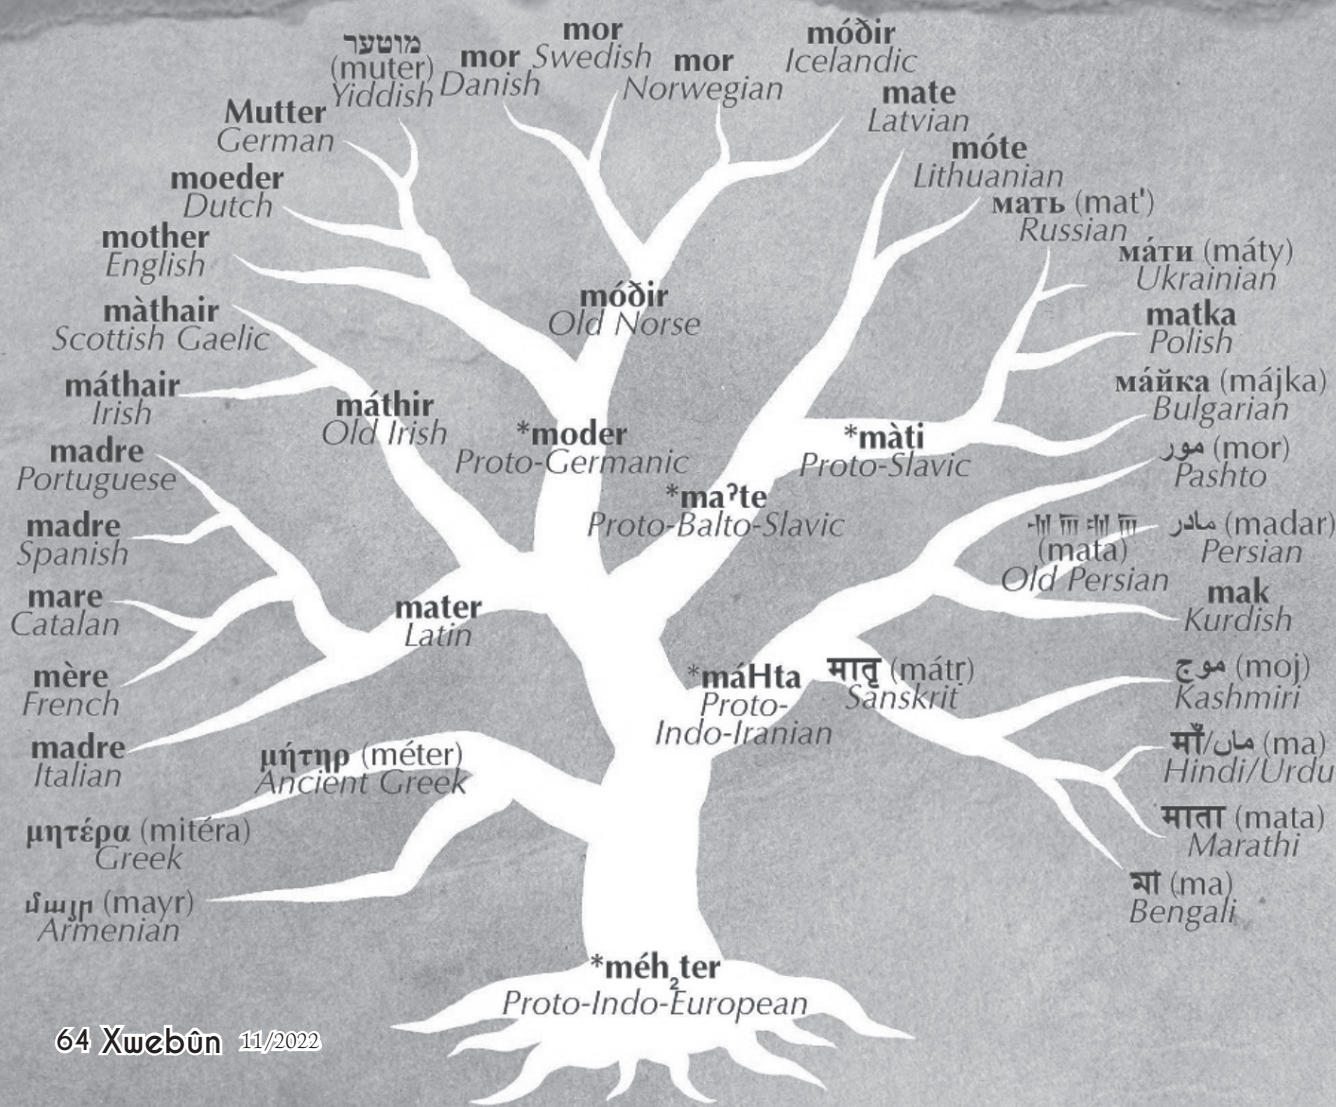 mor
Swedish
móðir
Icelandic
מוטער
(muter)
Yiddish
mor
Danish
mor
Norwegian
mate
Latvian
Mutter
German
móte
Lithuanian
moeder
Dutch
мать (mat')
Russian
mother
English
ма́ти (máty)
Ukrainian
màthair
Scottish Gaelic
móðir
Old Norse
matka
Polish
máthair
Irish
máthir
Old Irish
ма́йка (májka)
Bulgarian
*moder
Proto-Germanic
*màti
Proto-Slavic
madre
Portuguese
مور (mor)
Pashto
*maˀte
Proto-Balto-Slavic
madre
Spanish
(mata)
Old Persian
مادر (madar)
Persian
mare
Catalan
mater
Latin
mak
Kurdish
mère
French
*máHta
Proto-
Indo-Iranian
मातृ (mátṛ)
Sanskrit
موج (moj)
Kashmiri
madre
Italian
μήτηρ (méter)
Ancient Greek
माँ/ماں (ma)
Hindi/Urdu
μητέρα (mitéra)
Greek
माता (mata)
Marathi
մայր (mayr)
Armenian
মা (ma)
Bengali
*méh₂ter
Proto-Indo-European
64 Xwebûn 11/2022